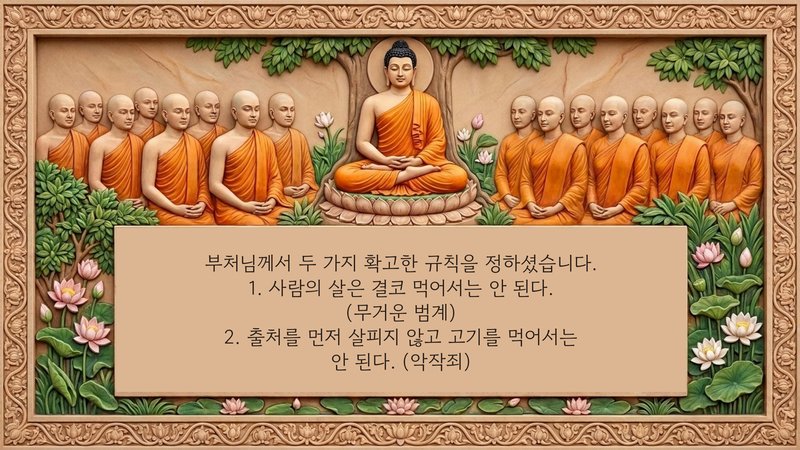 부처님께서 두 가지 확고한 규칙을 정하셨습니다.
1. 사람의 살은 결코 먹어서는 안 된다.
(무거운 범계)
2. 출처를 먼저 살피지 않고 고기를 먹어서는
안 된다. (악작죄)